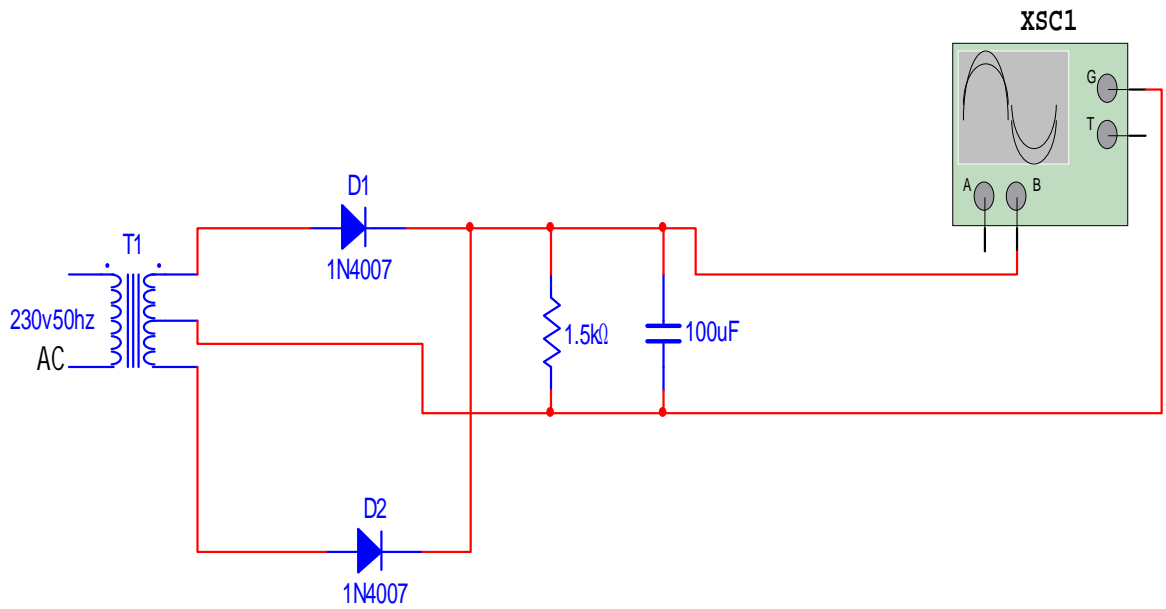 XSC1
G
T
A
B
D1
1N4007
T1
230v50hz
AC
1.5kΩ
100uF
D2
1N4007